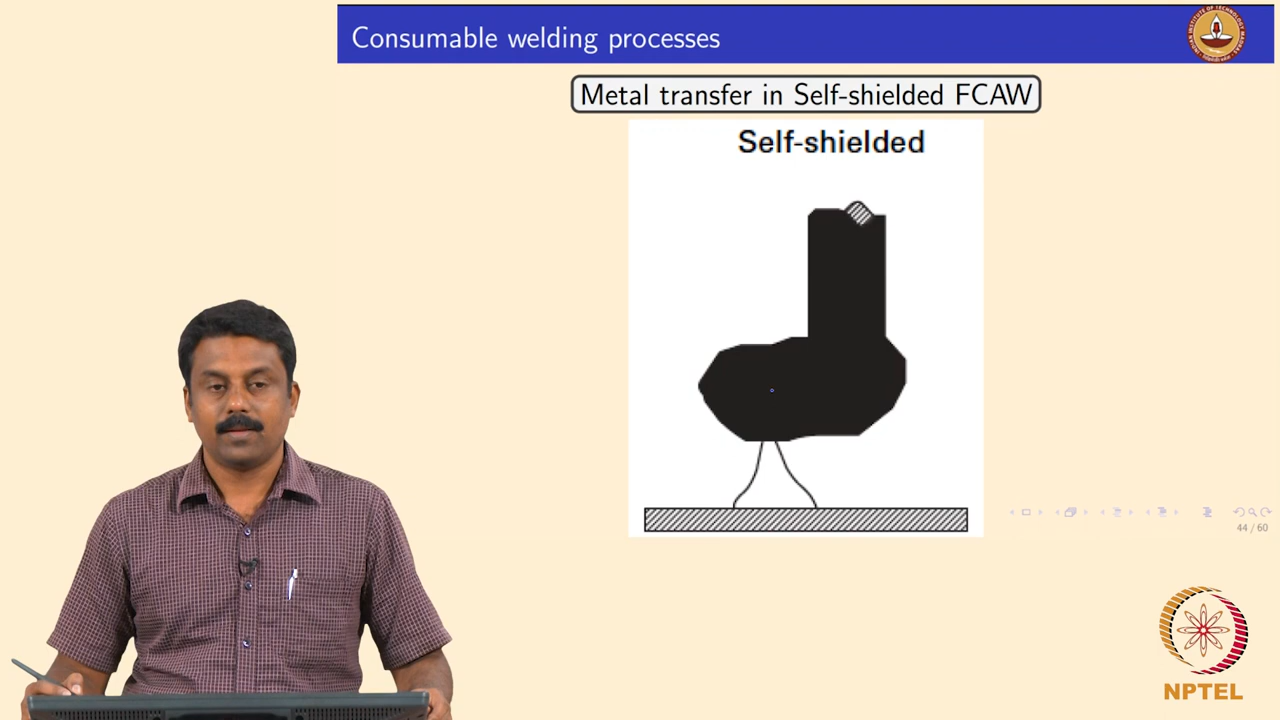 Consumable welding processes
Metal transfer in Self-shielded FCAW
Self-shielded
44 / 60
NPTEL